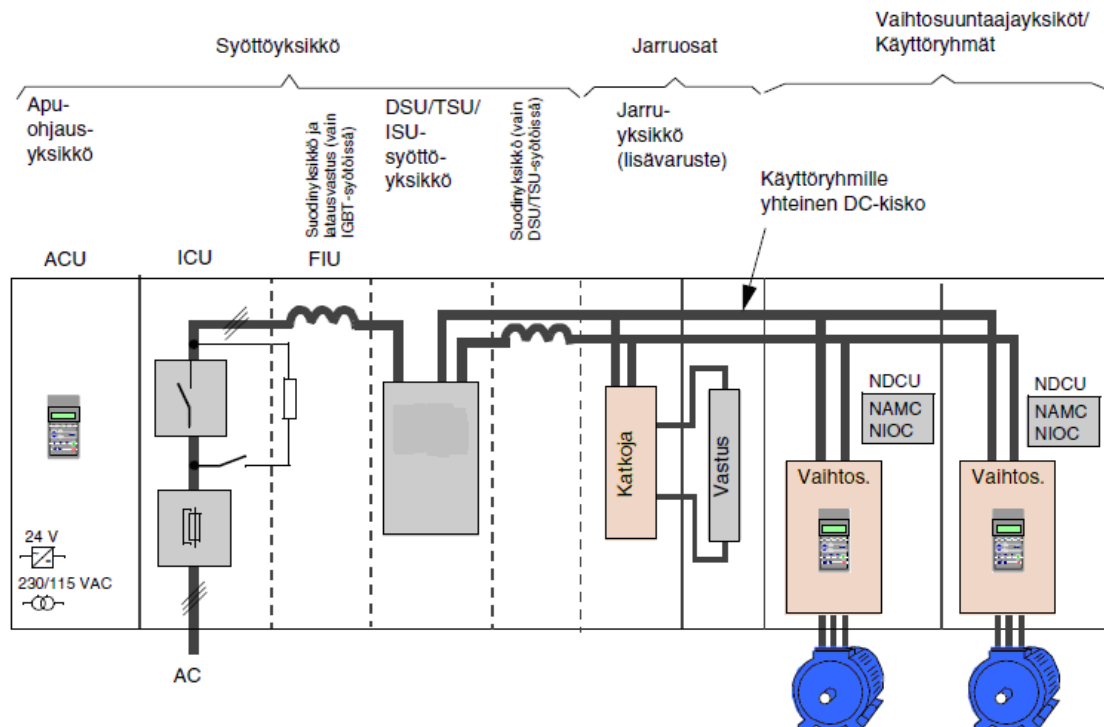 Syöttöyksikkö
Jarruosat
Vaihtosuuntaajayksiköt/
Käyttöryhmät
Apu-
ohjaus-
yksikkö
Suodinyksikkö ja
latausvastus (vain
IGBT-syötöissä)
DSU/TSU/
ISU-
syöttö-
yksikkö
Suodinyksikkö (vain
DSU/TSU-syötöissä)
Jarru-
yksikkö
(lisävaruste)
Käyttöryhmille
yhteinen DC-kisko
ACU
ICU
FIU
NDCU
NAMC
NIOC
NDCU
NAMC
NIOC
Katkoja
Vastus
Vaihtos.
Vaihtos.
24 V
230/115 VAC
AC